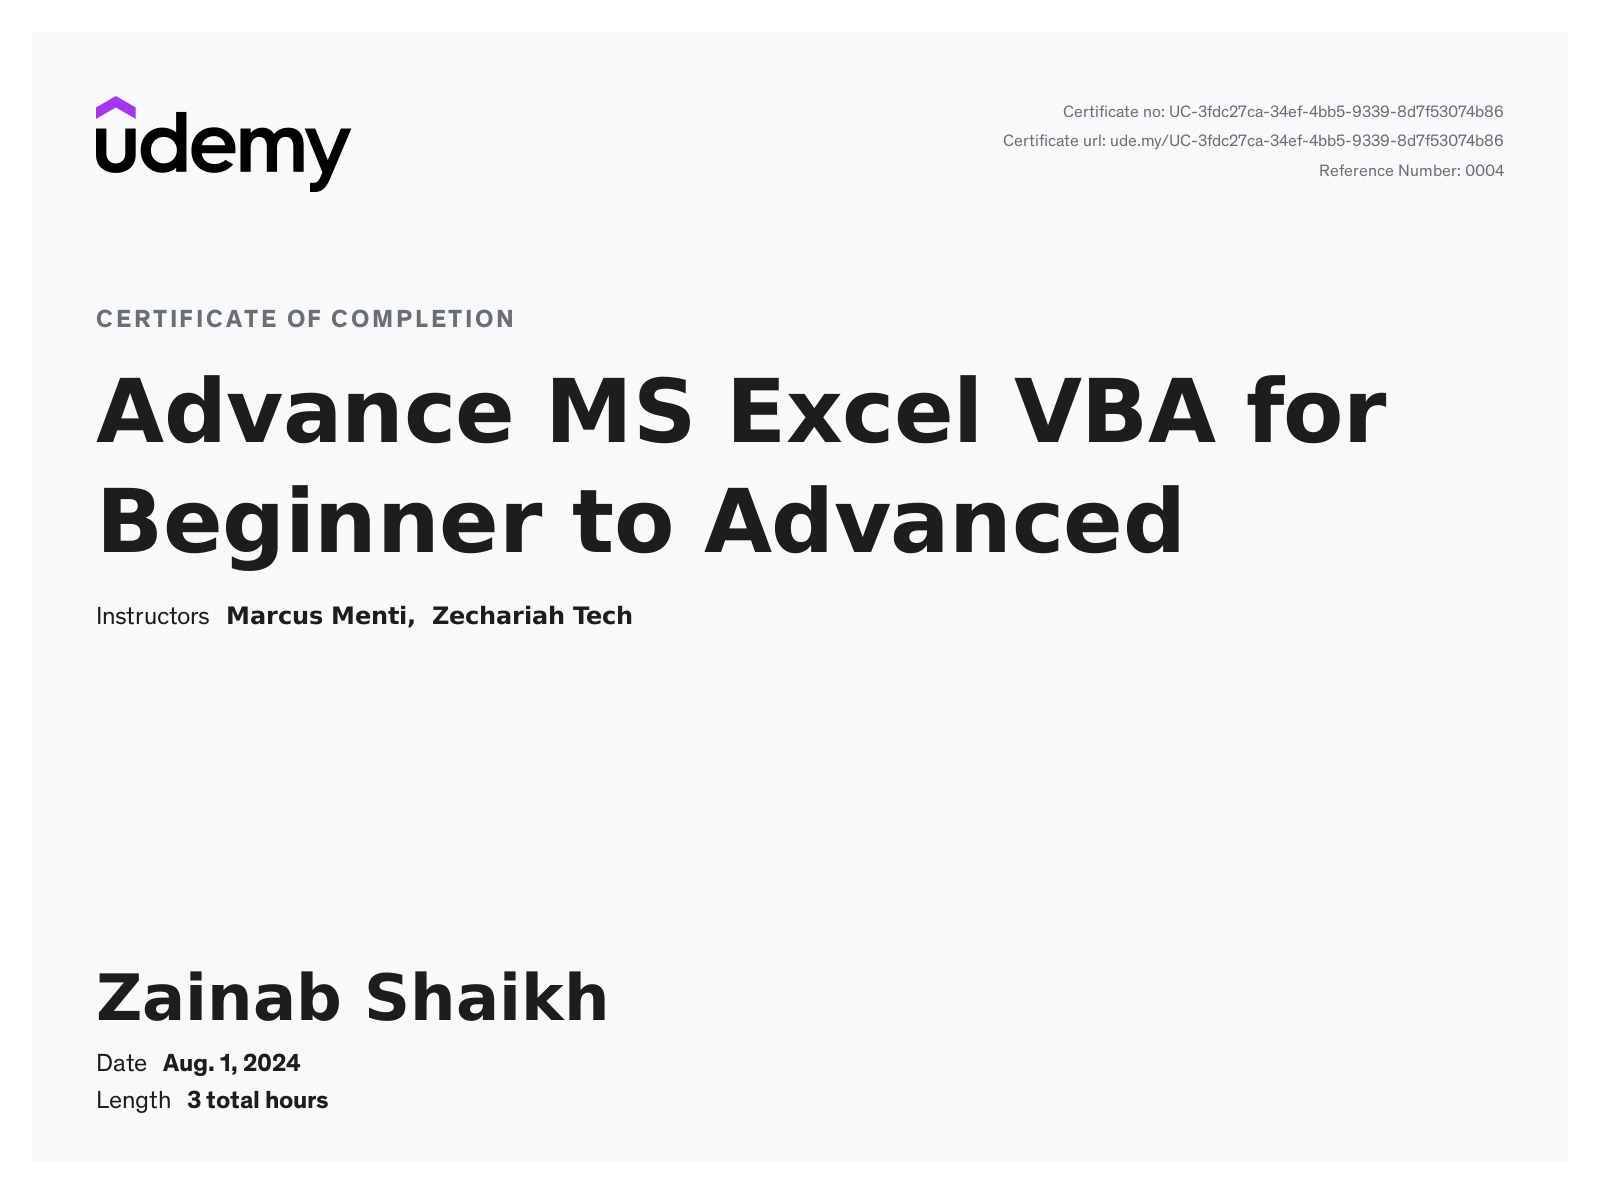 udemy
Certificate no: UC-3fdc27ca-34ef-4bb5-9339-8d7f53074b86
Certificate url: ude.my/UC-3fdc27ca-34ef-4bb5-9339-8d7f53074b86
Reference Number: 0004
CERTIFICATE OF COMPLETION
Advance MS Excel VBA for
Beginner to Advanced
Instructors Marcus Menti, Zechariah Tech
Zainab Shaikh
Date Aug. 1, 2024
Length 3 total hours